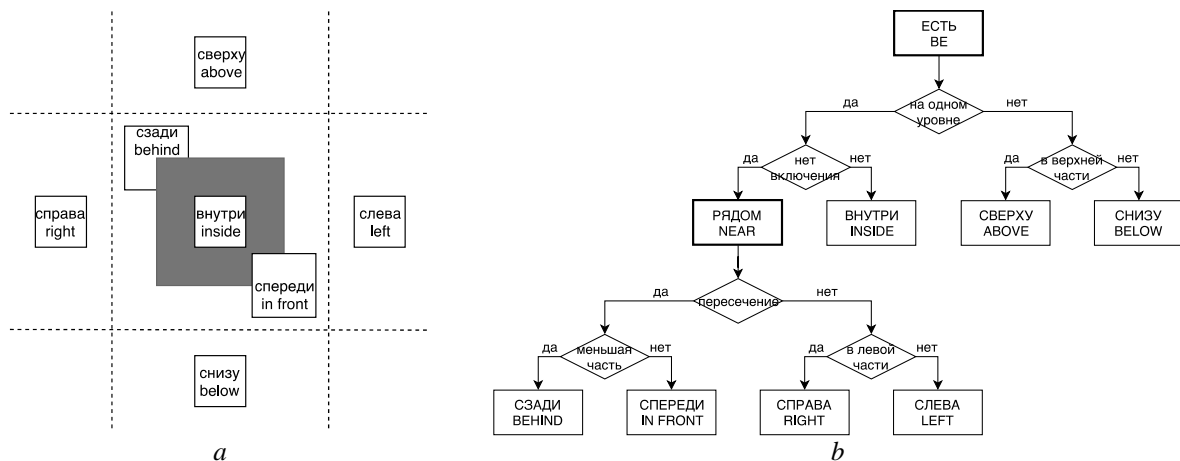 сверху
above
сзади
behind
справа
right
внутри
inside
слева
left
спереди
in front
снизу
below
a
ЕСТЬ
BE
да
на одном
уровне
нет
да
нет
включения
нет
да
в верхней
части
нет
РЯДОМ
NEAR
ВНУТРИ
INSIDE
СВЕРХУ
ABOVE
СНИЗУ
BELOW
да
пересечение
нет
да
меньшая
часть
нет
да
в левой
части
нет
СЗАДИ
BEHIND
СПЕРЕДИ
IN FRONT
СПРАВА
RIGHT
СЛЕВА
LEFT
b